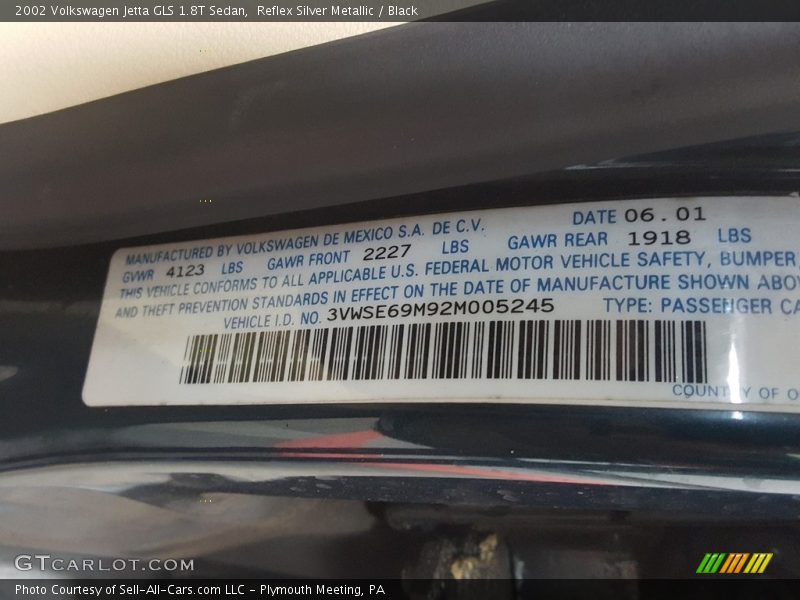 2002 Volkswagen Jetta GLS 1.8T Sedan, Reflex Silver Metallic / Black
MANUFACTURED BY VOLKSWAGEN DE MEXICO S.A. DE C.V. DATE 06.01
GVWR 4123 LBS GAWR FRONT 2227 LBS GAWR REAR 1918 LBS
THIS VEHICLE CONFORMS TO ALL APPLICABLE U.S. FEDERAL MOTOR VEHICLE SAFETY, BUMPER,
AND THEFT PREVENTION STANDARDS IN EFFECT ON THE DATE OF MANUFACTURE SHOWN ABOV
VEHICLE I.D. NO. 3VWSE69M92M005245 TYPE: PASSENGER CA
COUNTRY OF O
GTCARLOT.COM
Photo Courtesy of Sell-All-Cars.com LLC - Plymouth Meeting, PA